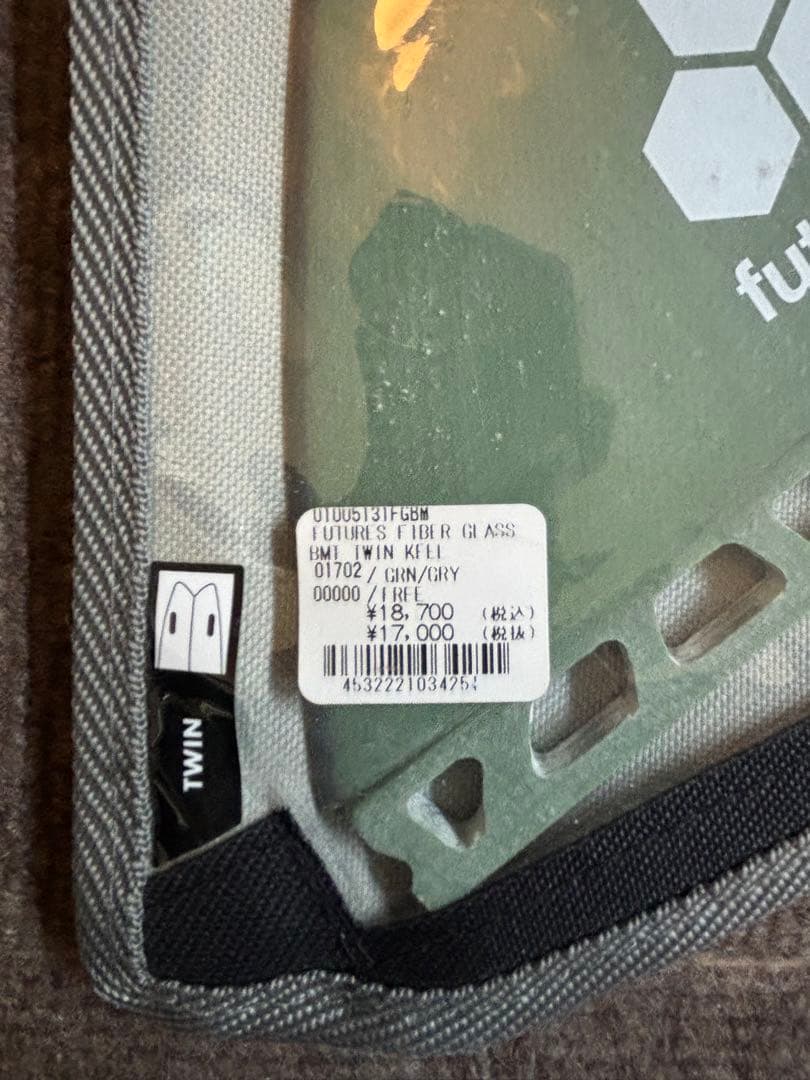 fut
01005131FGBM
FUTURES FIBER GLASS
BMT TWIN KEEL
01702 / GRN/GRY
00000 / FREE
¥18,700 (税込)
¥17,000 (税抜)
TWIN